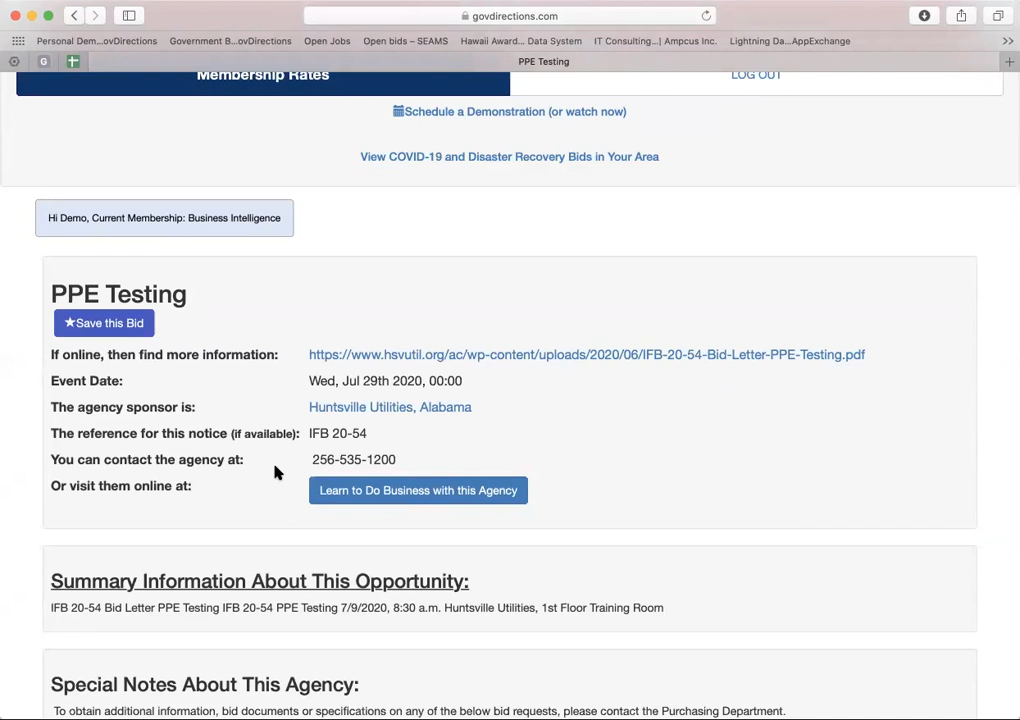 govdirections.com
Personal Dem...ovDirections Government B...ovDirections Open Jobs Open bids – SEAMS Hawaii Award... Data System IT Consulting...| Ampcus Inc. Lightning Da...AppExchange
G PPE Testing
Membership Rates LOG OUT
Schedule a Demonstration (or watch now)
View COVID-19 and Disaster Recovery Bids in Your Area
Hi Demo, Current Membership: Business Intelligence
PPE Testing
★Save this Bid
If online, then find more information: https://www.hsvutil.org/ac/wp-content/uploads/2020/06/IFB-20-54-Bid-Letter-PPE-Testing.pdf
Event Date: Wed, Jul 29th 2020, 00:00
The agency sponsor is: Huntsville Utilities, Alabama
The reference for this notice (if available): IFB 20-54
You can contact the agency at: 256-535-1200
Or visit them online at: Learn to Do Business with this Agency
Summary Information About This Opportunity:
IFB 20-54 Bid Letter PPE Testing IFB 20-54 PPE Testing 7/9/2020, 8:30 a.m. Huntsville Utilities, 1st Floor Training Room
Special Notes About This Agency:
To obtain additional information, bid documents or specifications on any of the below bid requests, please contact the Purchasing Department.